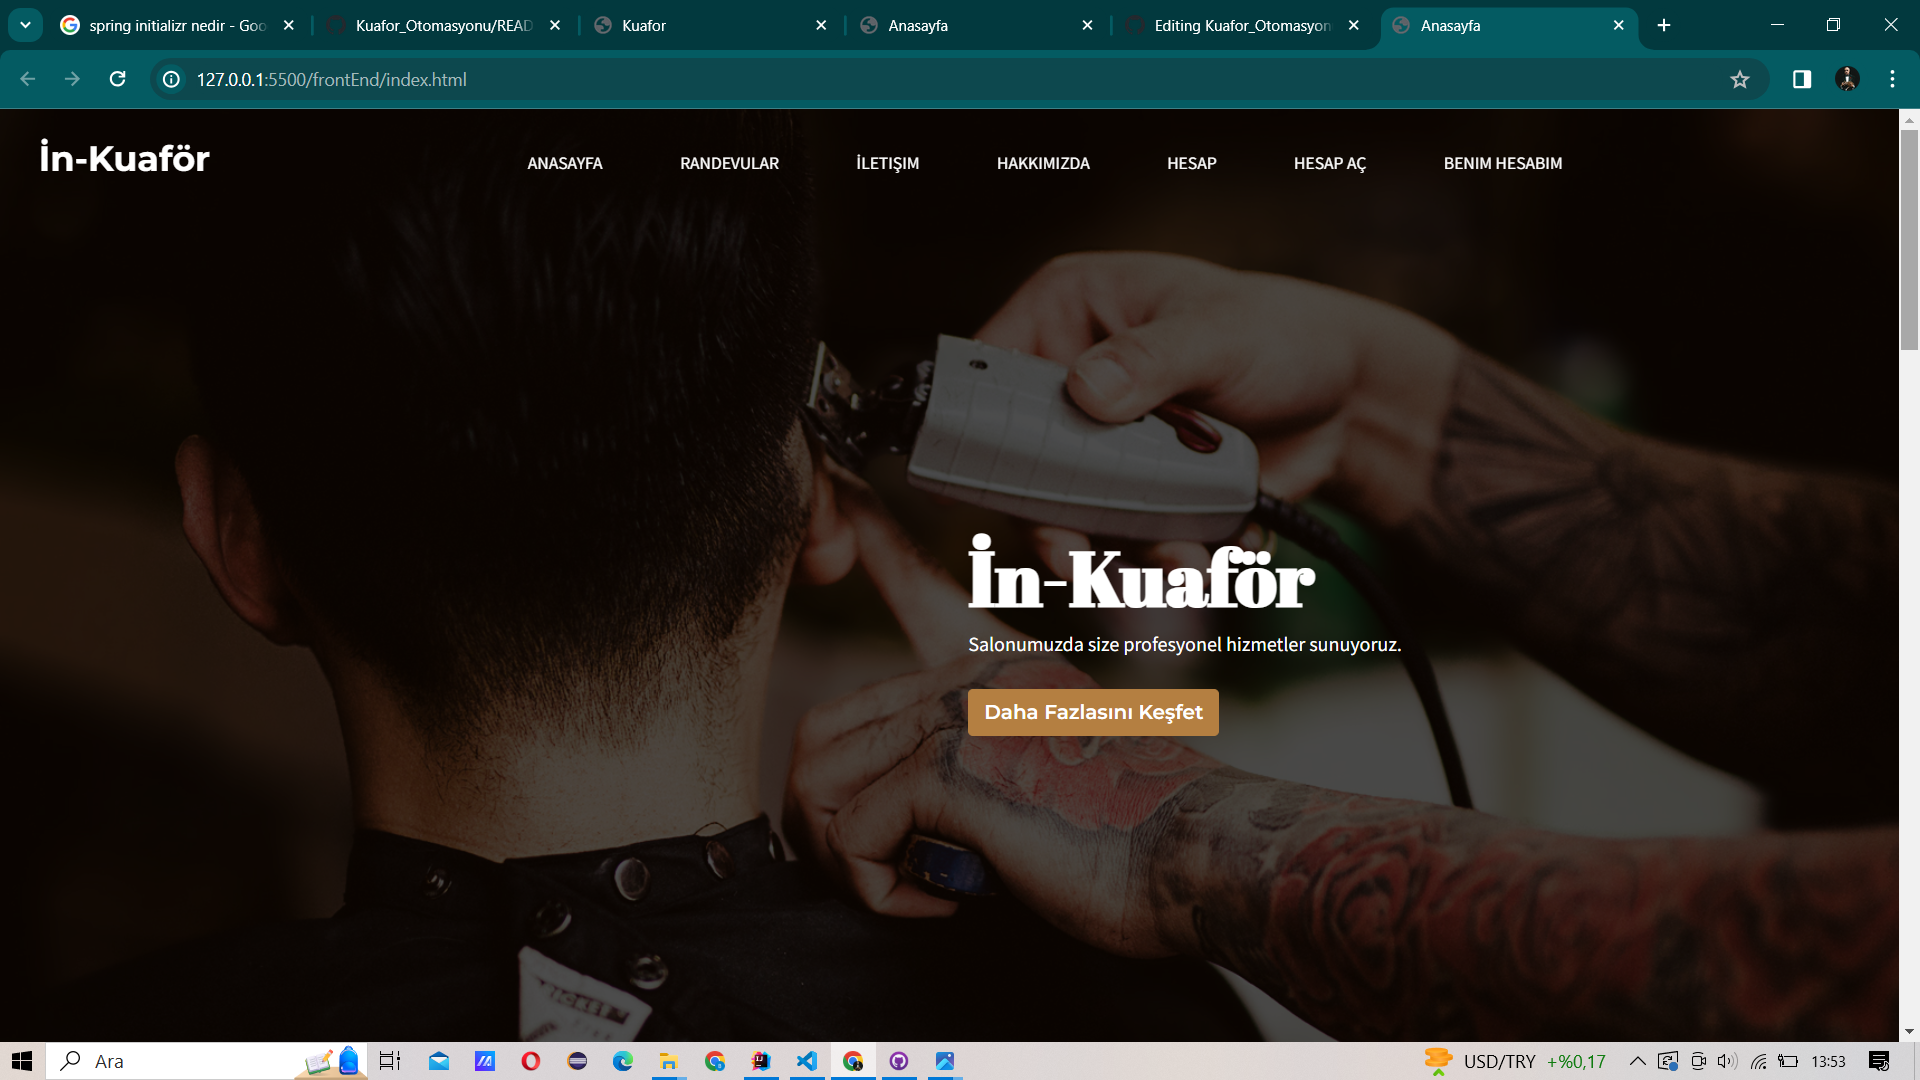 spring initializr nedir - Goo
Kuafor_Otomasyonu/READ
Kuafor
Anasayfa
Editing Kuafor_Otomasyon
Anasayfa
127.0.0.1:5500/frontEnd/index.html
İn-Kuaför
ANASAYFA
RANDEVULAR
İLETIŞIM
HAKKIMIZDA
HESAP
HESAP AÇ
BENIM HESABIM
İn-Kuaför
Salonumuzda size profesyonel hizmetler sunuyoruz.
Daha Fazlasını Keşfet
Ara
USD/TRY +%0,17
13:53